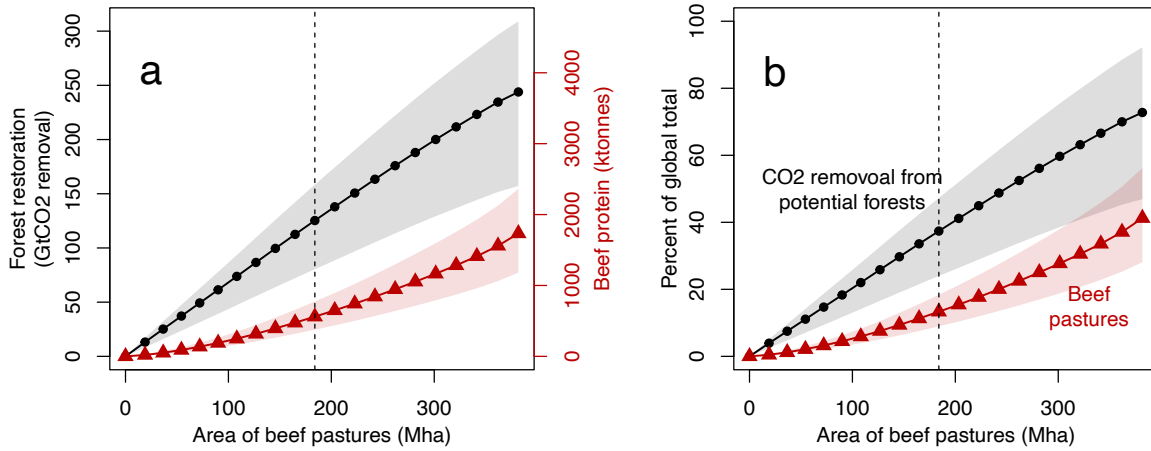 a
Forest restoration
(GtCO2 removal)
0
50
100
150
200
250
300
0
1000
2000
3000
4000
Beef protein (ktonnes)
0
100
200
300
Area of beef pastures (Mha)
b
Percent of global total
0
20
40
60
80
100
CO2 removoal from
potential forests
Beef
pastures
0
100
200
300
Area of beef pastures (Mha)